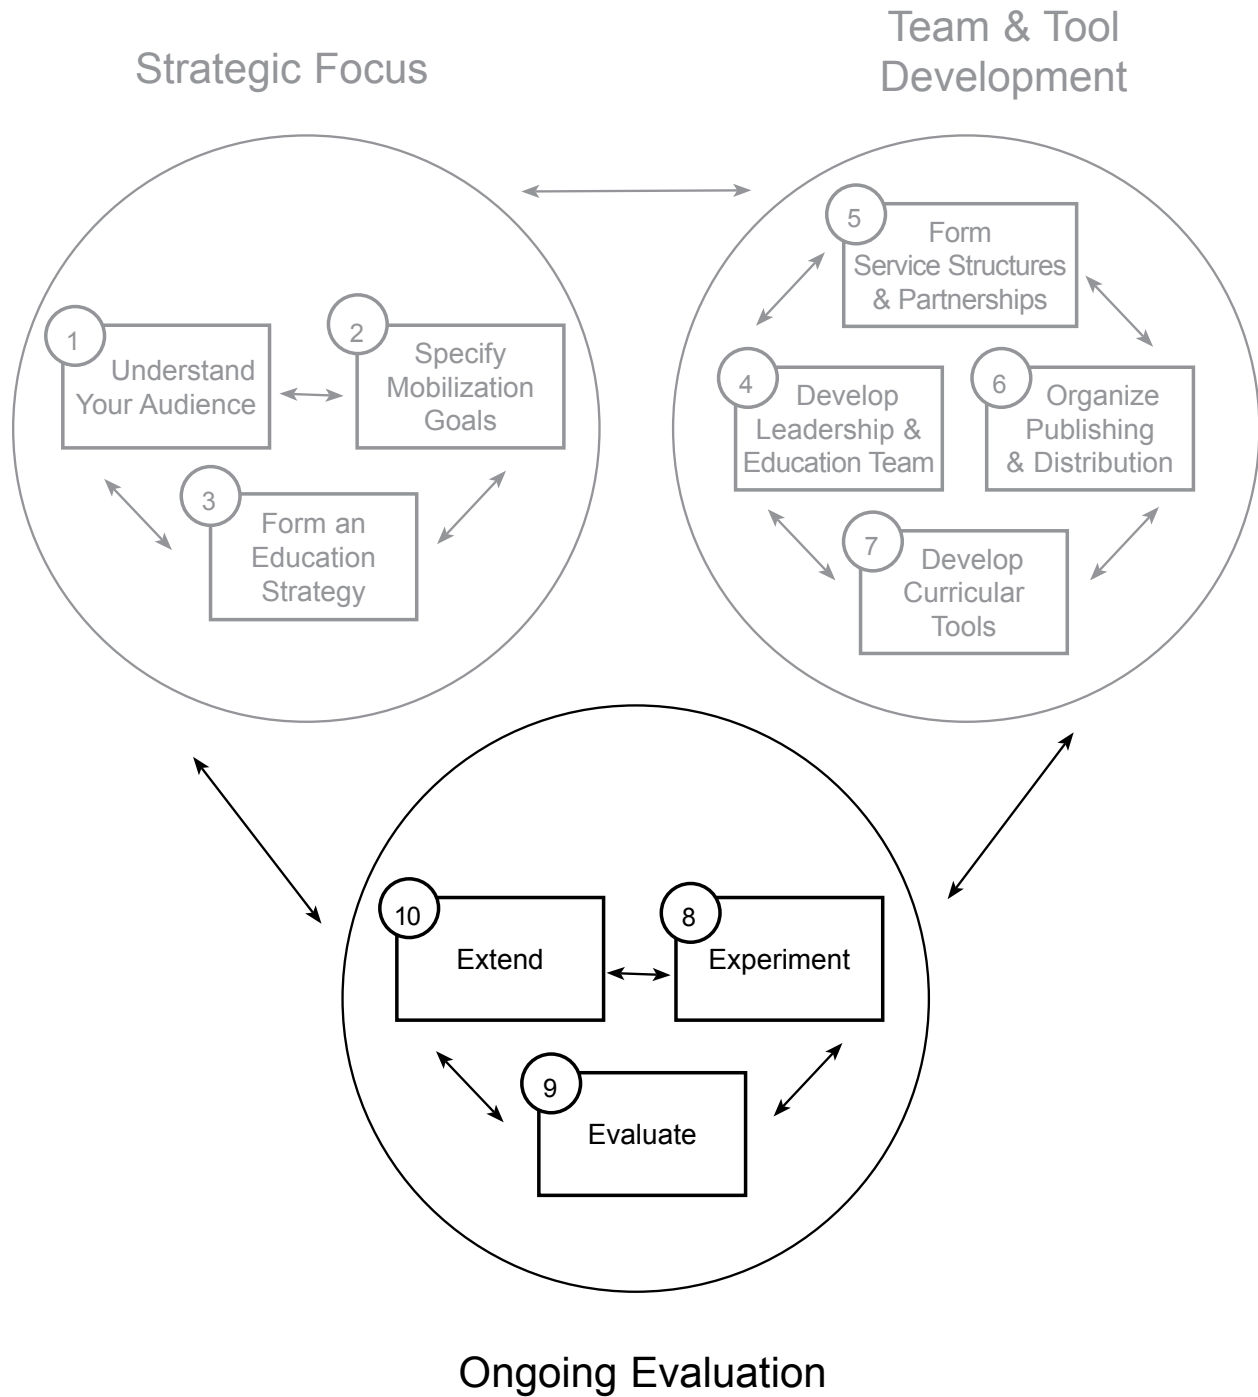 Strategic Focus
Team & Tool
Development
1
Understand
Your Audience
2
Specify
Mobilization
Goals
3
Form an
Education
Strategy
5
Form
Service Structures
& Partnerships
4
Develop
Leadership &
Education Team
6
Organize
Publishing
& Distribution
7
Develop
Curricular
Tools
10
Extend
8
Experiment
9
Evaluate
Ongoing Evaluation